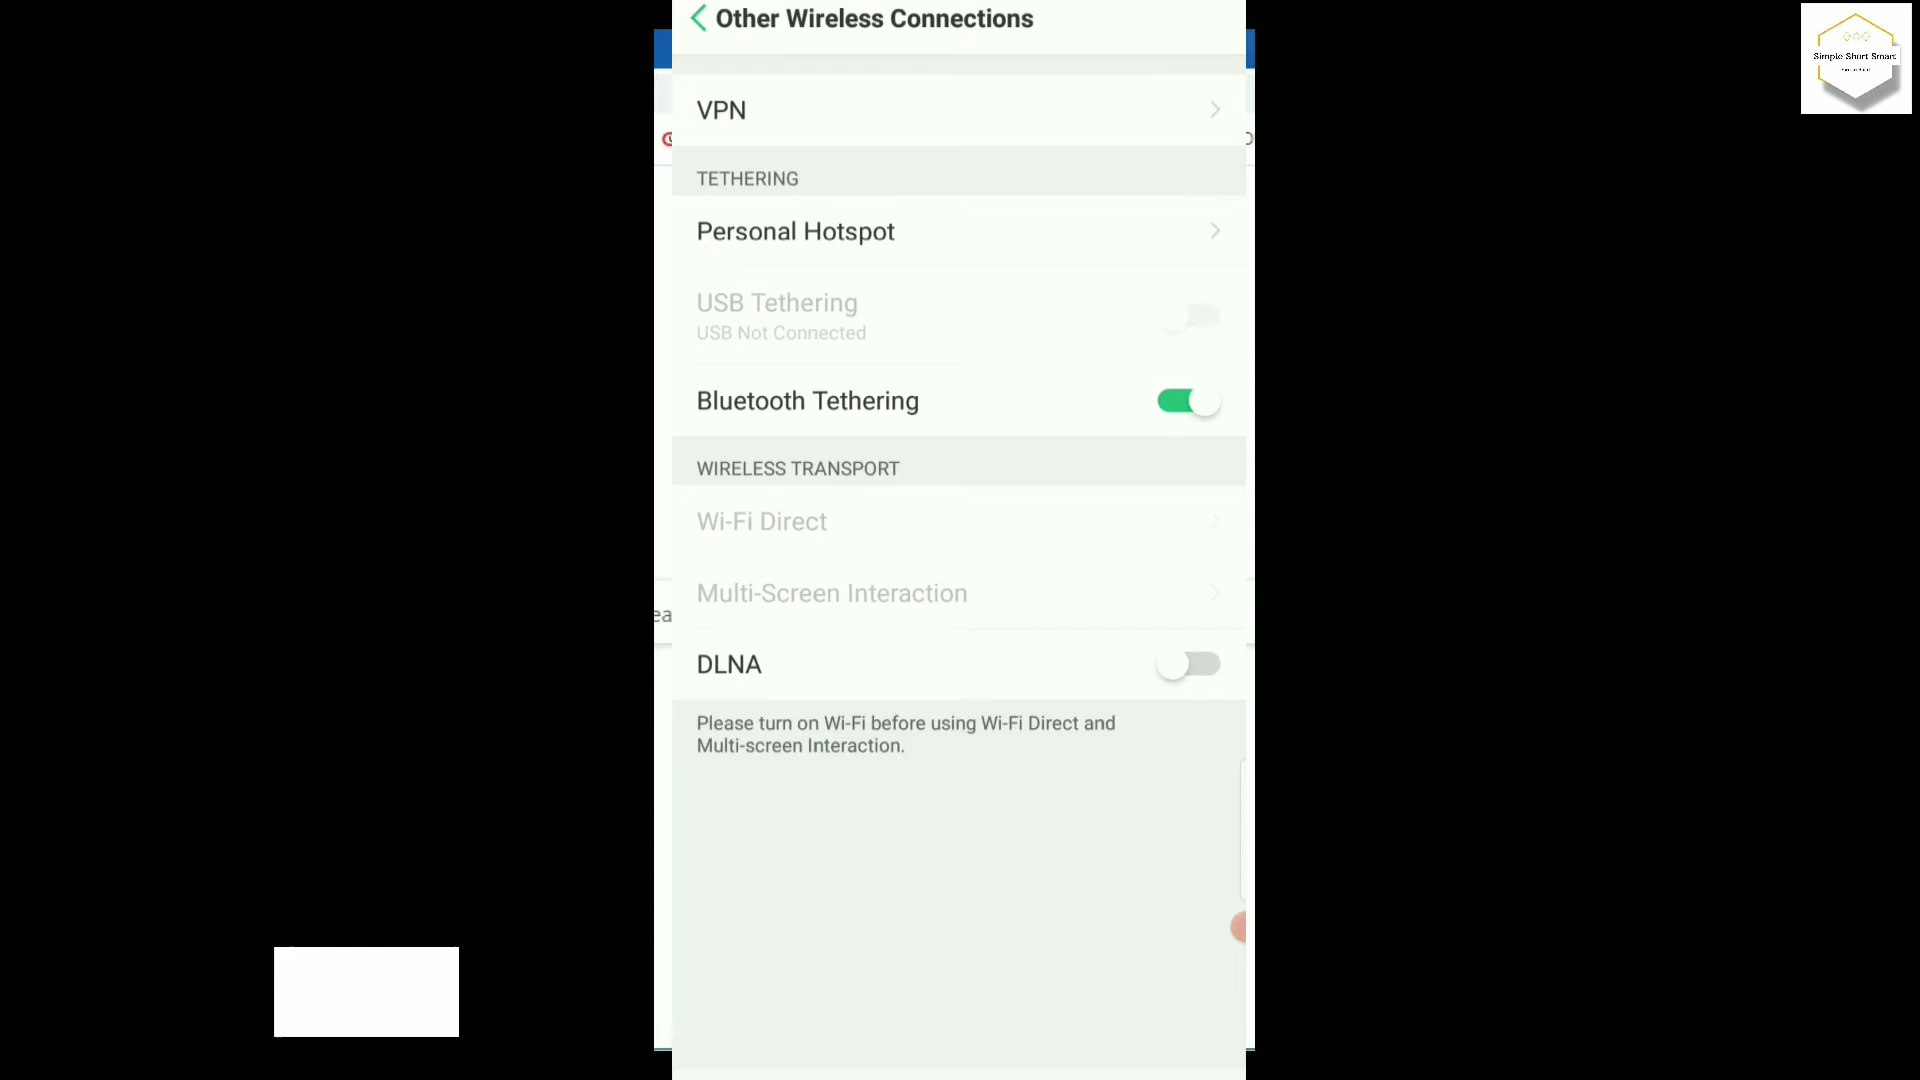 Other Wireless Connections
Simple Short Smart
VPN
TETHERING
Personal Hotspot
USB Tethering
USB Not Connected
Bluetooth Tethering
WIRELESS TRANSPORT
Wi-Fi Direct
Multi-Screen Interaction
ea
DLNA
Please turn on Wi-Fi before using Wi-Fi Direct and
Multi-screen Interaction.